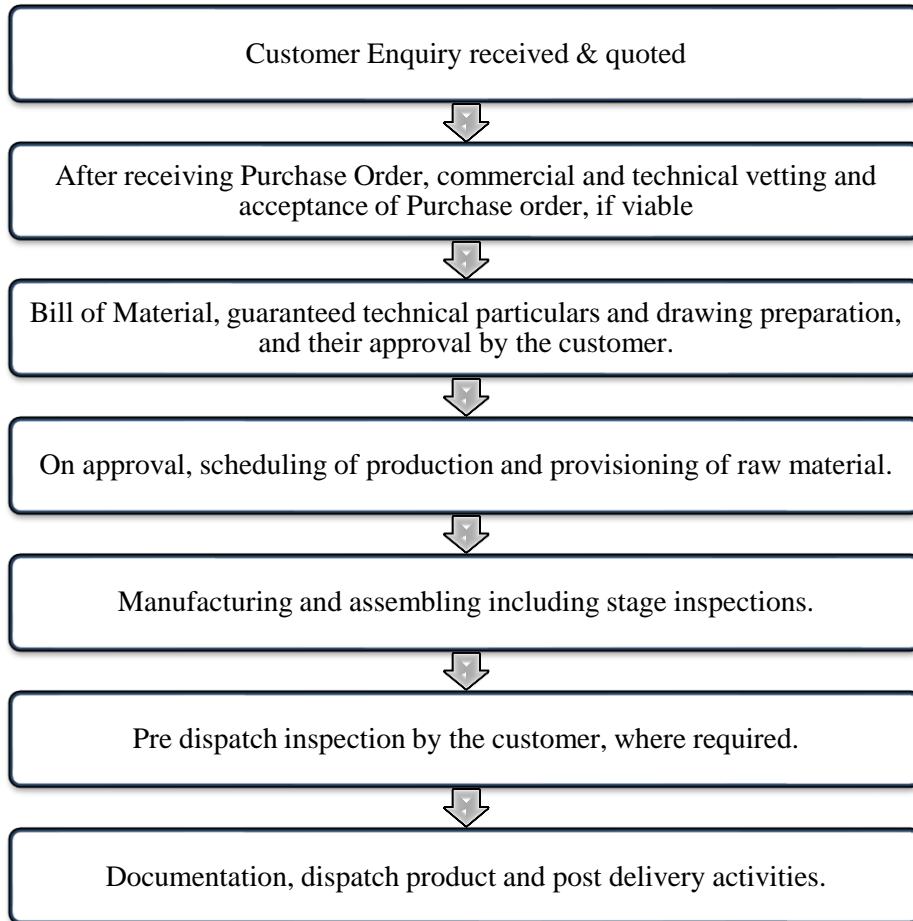 Customer Enquiry received & quoted
After receiving Purchase Order, commercial and technical vetting and
acceptance of Purchase order, if viable
Bill of Material, guaranteed technical particulars and drawing preparation,
and their approval by the customer.
On approval, scheduling of production and provisioning of raw material.
Manufacturing and assembling including stage inspections.
Pre dispatch inspection by the customer, where required.
Documentation, dispatch product and post delivery activities.